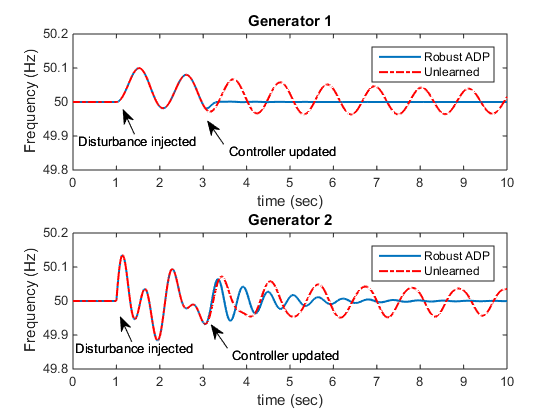 Generator 1
Frequency (Hz)
50.2
50.1
50
49.9
49.8
Robust ADP
Unlearned
Disturbance injected
Controller updated
0 1 2 3 4 5 6 7 8 9 10
time (sec)
Generator 2
Frequency (Hz)
50.2
50.1
50
49.9
49.8
Robust ADP
Unlearned
Disturbance injected
Controller updated
0 1 2 3 4 5 6 7 8 9 10
time (sec)